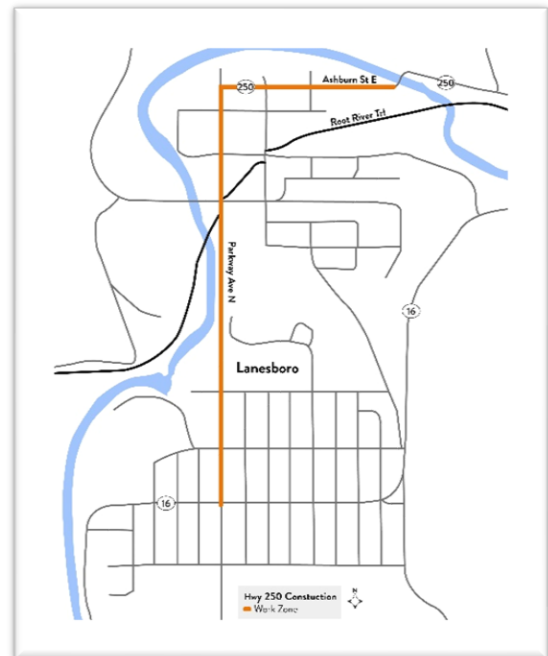 Ashburn St E
250
250
Root River Trl
Parkway Ave N
16
Lanesboro
16
Hwy 250 Constuction
Work Zone
N